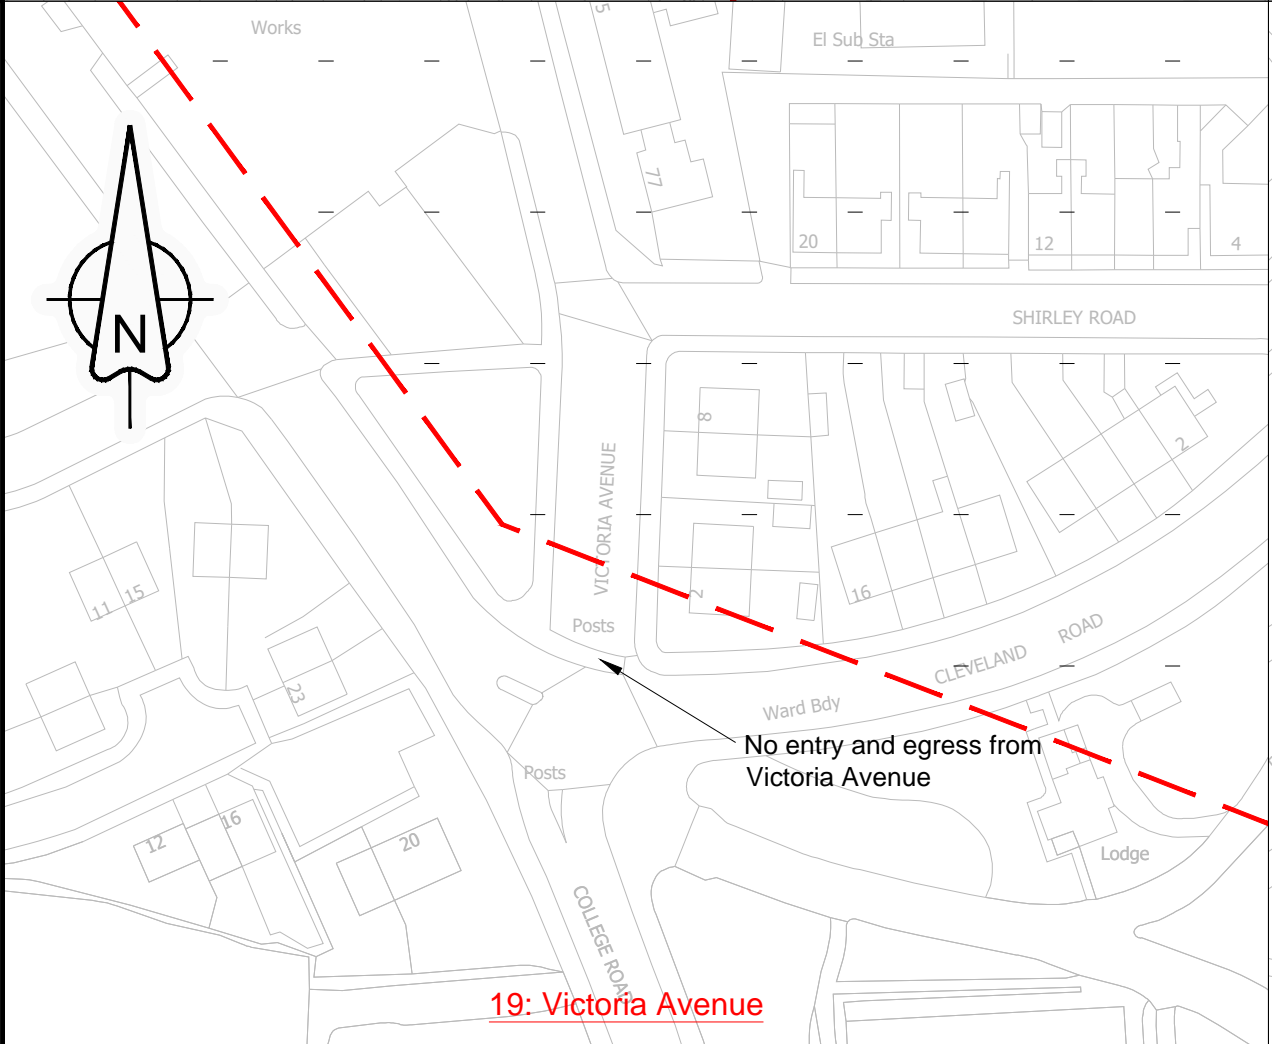 Works
5
El Sub Sta
77
20
12
4
N
SHIRLEY ROAD
8
2
VICTORIA AVENUE
16
2
11
15
Posts
23
CLEVELAND ROAD
Ward Bdy
No entry and egress from
Victoria Avenue
Posts
12
16
20
Lodge
COLLEGE ROAD
19: Victoria Avenue